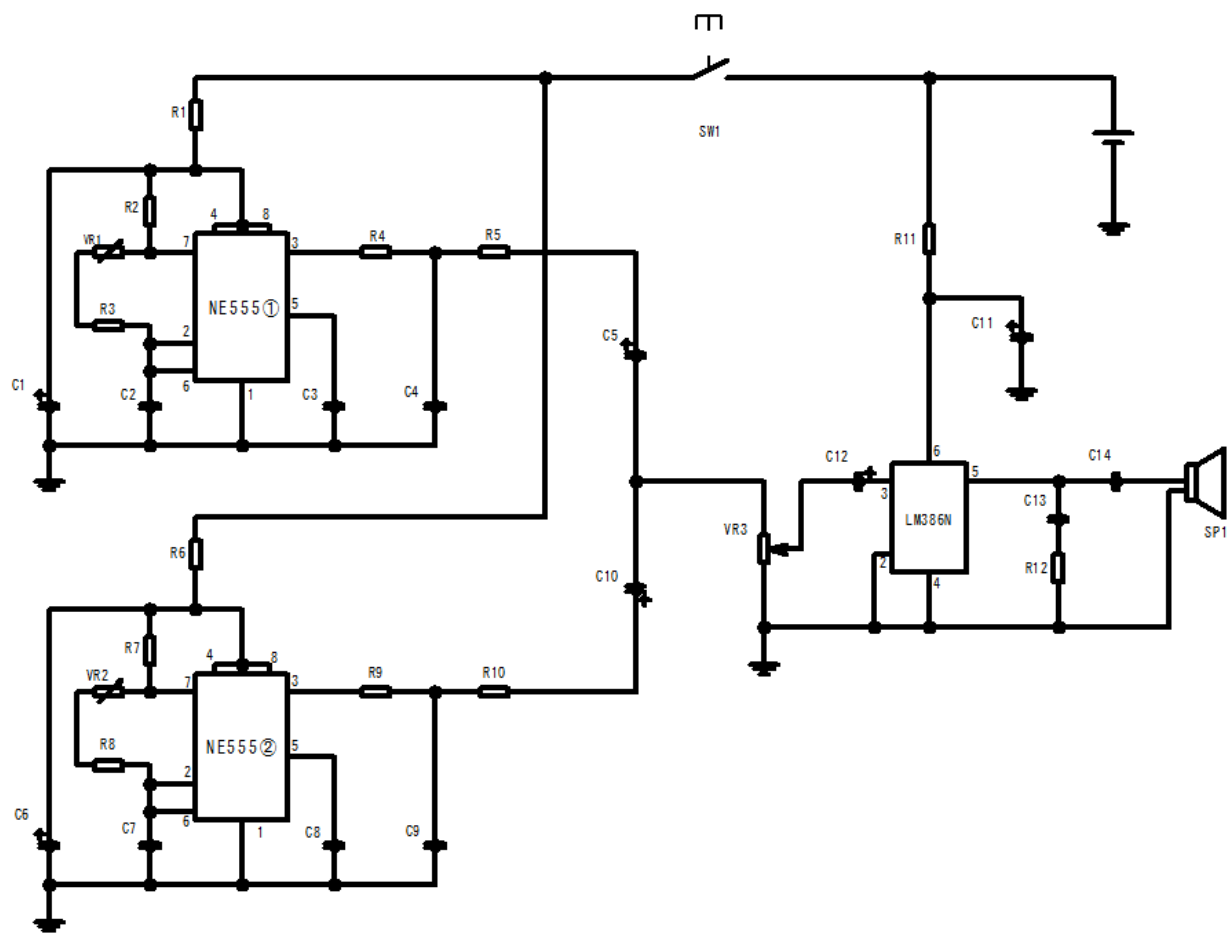 SW1
R1
R2
4 8
VR1
7
3
R4
R5
R11
R3
NE555①
5
2
6
1
C1
C2
C3
C4
C5
C11
C12
6
3
5
C14
C13
LM386N
VR3
SP1
2
4
R12
R6
C10
R7
4 8
VR2
7
3
R9
R10
R8
NE555②
5
2
6
1
C6
C7
C8
C9